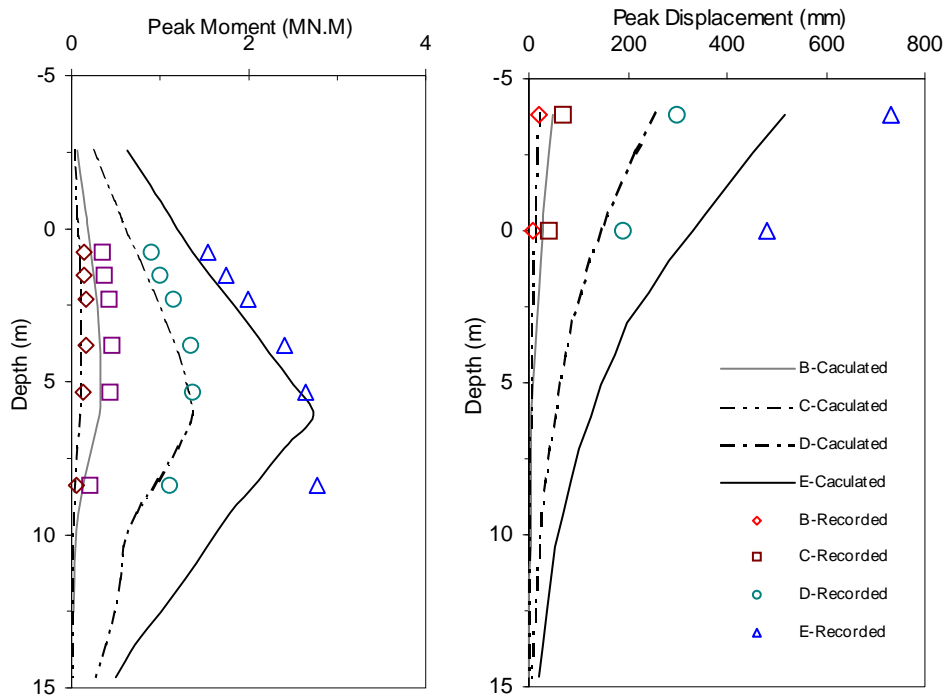 Peak Moment (MN.M)
0 2 4
-5
0
5
10
15
Depth (m)
Peak Displacement (mm)
0 200 400 600 800
-5
0
5
10
15
Depth (m)
B-Caculated
C-Caculated
D-Caculated
E-Caculated
B-Recorded
C-Recorded
D-Recorded
E-Recorded